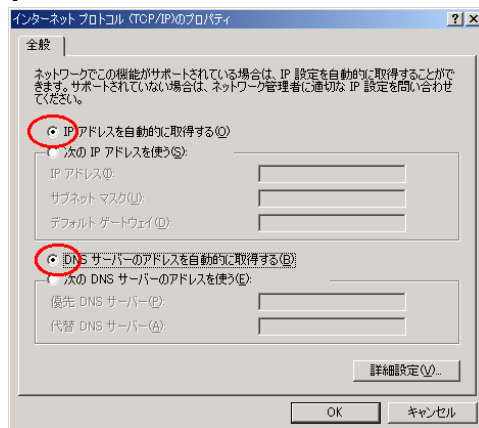 インターネット プロトコル (TCP/IP)のプロパティ
全般
ネットワークでこの機能がサポートされている場合は、IP 設定を自動的に取得することがで
きます。サポートされていない場合は、ネットワーク管理者に適切な IP 設定を問い合わせ
てください。
IP アドレスを自動的に取得する(O)
次の IP アドレスを使う(S):
IP アドレス(I):
サブネット マスク(U):
デフォルト ゲートウェイ(D):
DNS サーバーのアドレスを自動的に取得する(B)
次の DNS サーバーのアドレスを使う(E):
優先 DNS サーバー(P):
代替 DNS サーバー(A):
詳細設定(V)...
OK
キャンセル